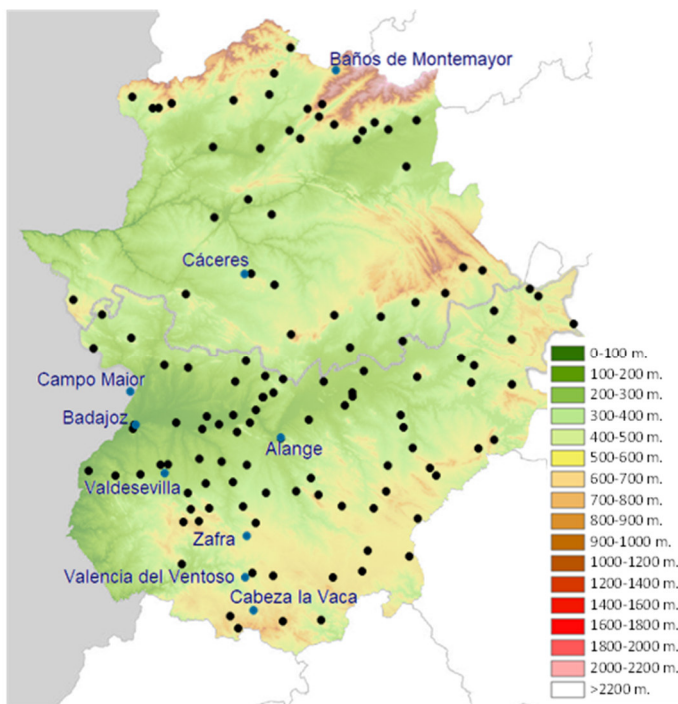 Baños de Montemayor
Cáceres
Campo Maior
Badajoz
Alange
Valdesevilla
Zafra
Valencia del Ventoso
Cabeza la Vaca
0-100 m.
100-200 m.
200-300 m.
300-400 m.
400-500 m.
500-600 m.
600-700 m.
700-800 m.
800-900 m.
900-1000 m.
1000-1200 m.
1200-1400 m.
1400-1600 m.
1600-1800 m.
1800-2000 m.
2000-2200 m.
>2200 m.